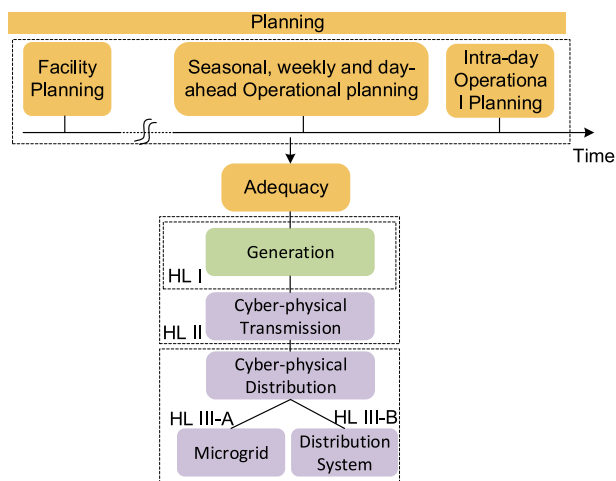 Planning
Facility
Planning
Seasonal, weekly and day-
ahead Operational planning
Intra-day
Operationa
l Planning
Time
Adequacy
Generation
HL I
Cyber-physical
Transmission
HL II
Cyber-physical
Distribution
HL III-A
HL III-B
Microgrid
Distribution
System